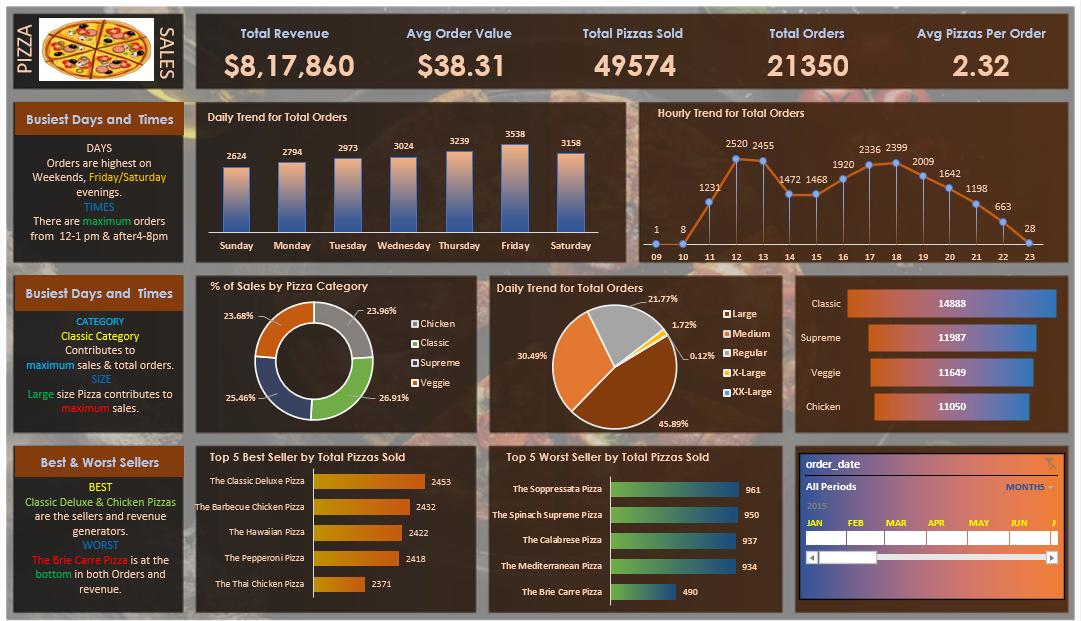 PIZZA
SALES
Total Revenue
$8,17,860
Avg Order Value
$38.31
Total Pizzas Sold
49574
Total Orders
21350
Avg Pizzas Per Order
2.32
Busiest Days and Times
DAYS
Orders are highest on
Weekends, Friday/Saturday
evenings.
TIMES
There are maximum orders
from 12-1 pm & after4-8pm
Daily Trend for Total Orders
2624
2794
2973
3024
3239
3538
3158
Sunday
Monday
Tuesday
Wednesday
Thursday
Friday
Saturday
Hourly Trend for Total Orders
1
8
1231
2520
2455
1472
1468
1920
2336
2399
2009
1642
1198
663
28
09
10
11
12
13
14
15
16
17
18
19
20
21
22
23
Busiest Days and Times
CATEGORY
Classic Category
Contributes to
maximum sales & total orders.
SIZE
Large size Pizza contributes to
maximum sales.
% of Sales by Pizza Category
23.68%
23.96%
25.46%
26.91%
Chicken
Classic
Supreme
Veggie
Daily Trend for Total Orders
21.77%
1.72%
0.12%
30.49%
45.89%
Large
Medium
Regular
X-Large
XX-Large
Classic
14888
Supreme
11987
Veggie
11649
Chicken
11050
Best & Worst Sellers
BEST
Classic Deluxe & Chicken Pizzas
are the sellers and revenue
generators.
WORST
The Brie Carre Pizza is at the
bottom in both Orders and
revenue.
Top 5 Best Seller by Total Pizzas Sold
The Classic Deluxe Pizza
2453
The Barbecue Chicken Pizza
2432
The Hawaiian Pizza
2422
The Pepperoni Pizza
2418
The Thai Chicken Pizza
2371
Top 5 Worst Seller by Total Pizzas Sold
The Soppressata Pizza
961
The Spinach Supreme Pizza
950
The Calabrese Pizza
937
The Mediterranean Pizza
934
The Brie Carre Pizza
490
order_date
All Periods
MONTHS
2015
JAN
FEB
MAR
APR
MAY
JUN
J